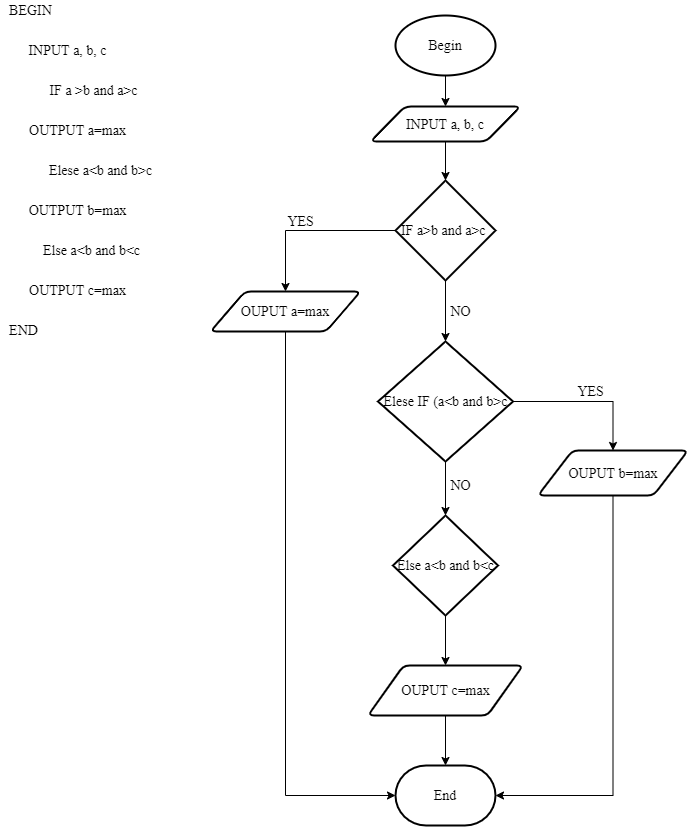 BEGIN
INPUT a, b, c
IF a >b and a>c
OUTPUT a=max
Elese a<b and b>c
OUTPUT b=max
Else a<b and b<c
OUTPUT c=max
END
Begin
INPUT a, b, c
IF a>b and a>c
YES
OUPUT a=max
NO
Elese IF (a<b and b>c
YES
OUPUT b=max
NO
Else a<b and b<c
OUPUT c=max
End